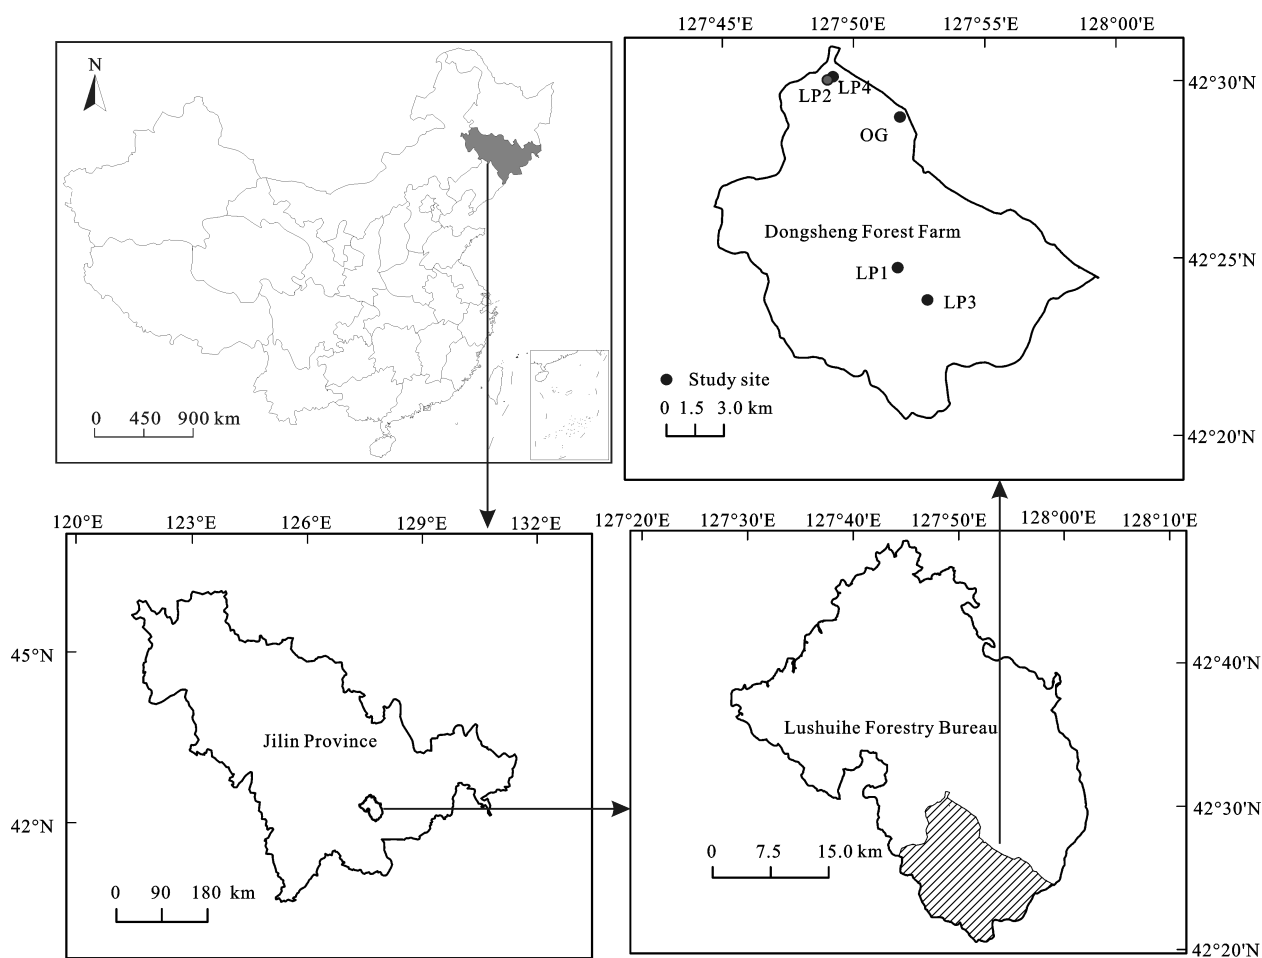 N
0 450 900 km
127°45′E 127°50′E 127°55′E 128°00′E
42°30′N
LP2 LP4
OG
Dongsheng Forest Farm
42°25′N
LP1
LP3
Study site
0 1.5 3.0 km
42°20′N
120°E 123°E 126°E 129°E 132°E
45°N
Jilin Province
42°N
0 90 180 km
127°20′E 127°30′E 127°40′E 127°50′E 128°00′E 128°10′E
42°40′N
Lushuihe Forestry Bureau
42°30′N
0 7.5 15.0 km
42°20′N